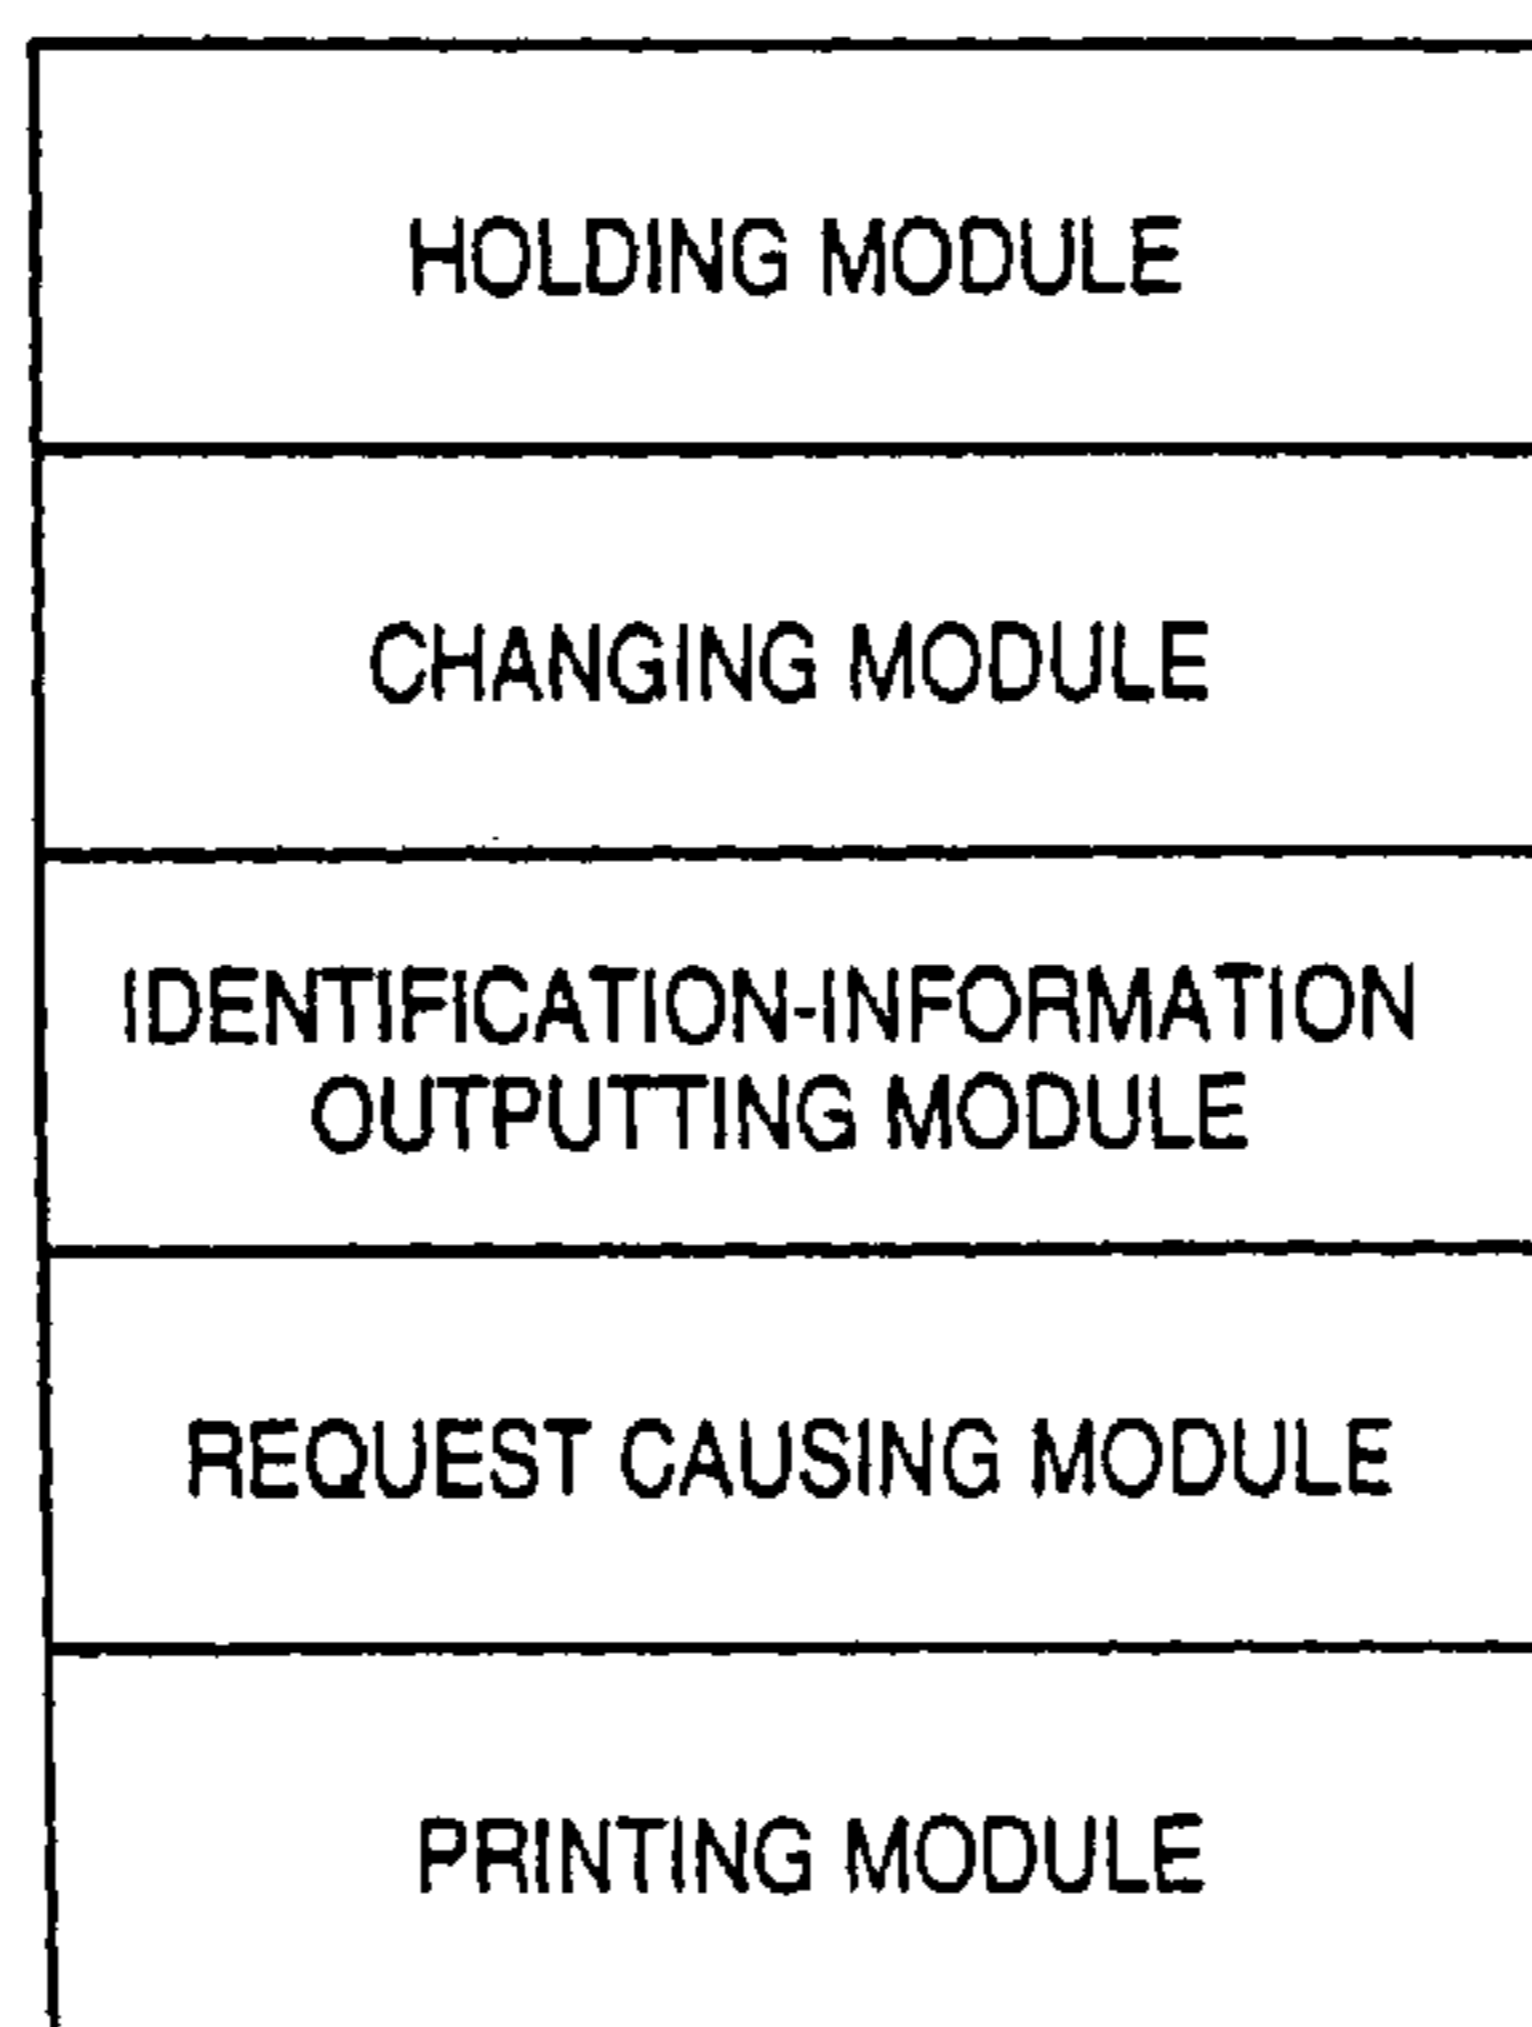 HOLDING MODULE
CHANGING MODULE
IDENTIFICATION-INFORMATION
OUTPUTTING MODULE
REQUEST CAUSING MODULE
PRINTING MODULE